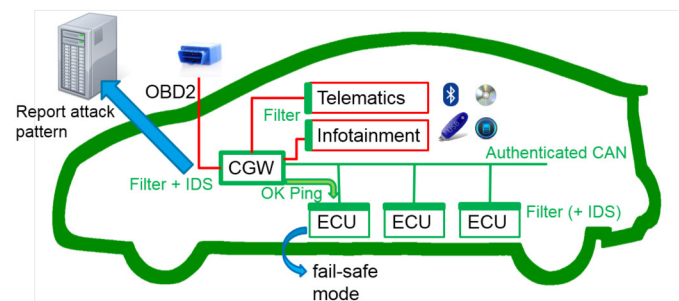 OBD2
Report attack
pattern
Telematics
Filter
Infotainment
Authenticated CAN
CGW
Filter + IDS
OK Ping
ECU
ECU
ECU
Filter (+ IDS)
fail-safe
mode